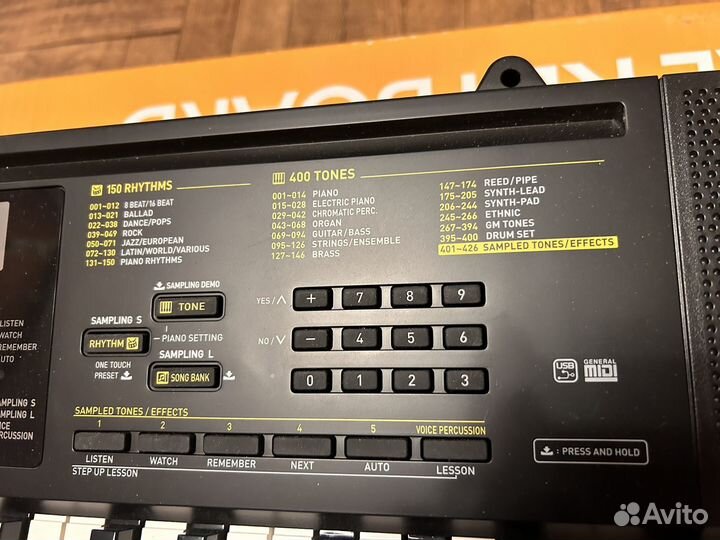 KEYBOARD
150 RHYTHMS
001-012 8 BEAT/16 BEAT
013-021 BALLAD
022-038 DANCE/POPS
039-049 ROCK
050-071 JAZZ/EUROPEAN
072-130 LATIN/WORLD/VARIOUS
131-150 PIANO RHYTHMS
400 TONES
001-014 PIANO
015-028 ELECTRIC PIANO
029-042 CHROMATIC PERC.
043-068 ORGAN
069-094 GUITAR/BASS
095-126 STRINGS/ENSEMBLE
127-146 BRASS
147-174 REED/PIPE
175-205 SYNTH-LEAD
206-244 SYNTH-PAD
245-266 ETHNIC
267-394 GM TONES
395-400 DRUM SET
401-426 SAMPLED TONES/EFFECTS
SAMPLING DEMO
TONE
SAMPLING S
PIANO SETTING
RHYTHM
SAMPLING L
ONE TOUCH
PRESET
SONG BANK
YES/∧ + 7 8 9
NO/∨ − 4 5 6
0 1 2 3
USB
GENERAL
MIDI
SAMPLED TONES / EFFECTS
1 2 3 4 5 VOICE PERCUSSION
LISTEN WATCH REMEMBER NEXT AUTO LESSON
STEP UP LESSON
: PRESS AND HOLD
LISTEN
WATCH
REMEMBER
AUTO
Avito